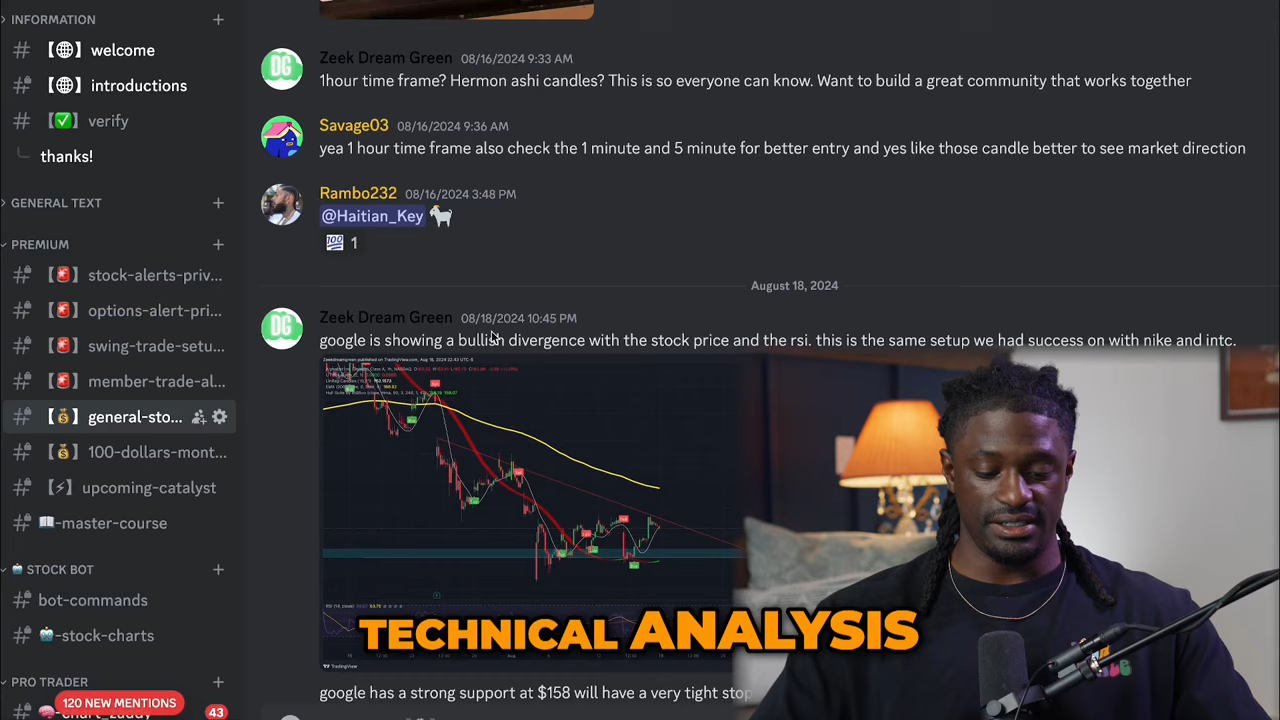 INFORMATION
welcome
introductions
verify
thanks!
GENERAL TEXT
PREMIUM
stock-alerts-priv...
options-alert-pri...
swing-trade-setu...
member-trade-al...
general-sto...
100-dollars-mont...
upcoming-catalyst
-master-course
STOCK BOT
bot-commands
-stock-charts
PRO TRADER
120 NEW MENTIONS
43
Zeek Dream Green 08/16/2024 9:33 AM
1hour time frame? Hermon ashi candles? This is so everyone can know. Want to build a great community that works together
Savage03 08/16/2024 9:36 AM
yea 1 hour time frame also check the 1 minute and 5 minute for better entry and yes like those candle better to see market direction
Rambo232 08/16/2024 3:48 PM
@Haitian_Key
1
August 18, 2024
Zeek Dream Green 08/18/2024 10:45 PM
google is showing a bullish divergence with the stock price and the rsi. this is the same setup we had success on with nike and intc.
TradingView
TECHNICAL ANALYSIS
google has a strong support at $158 will have a very tight stop